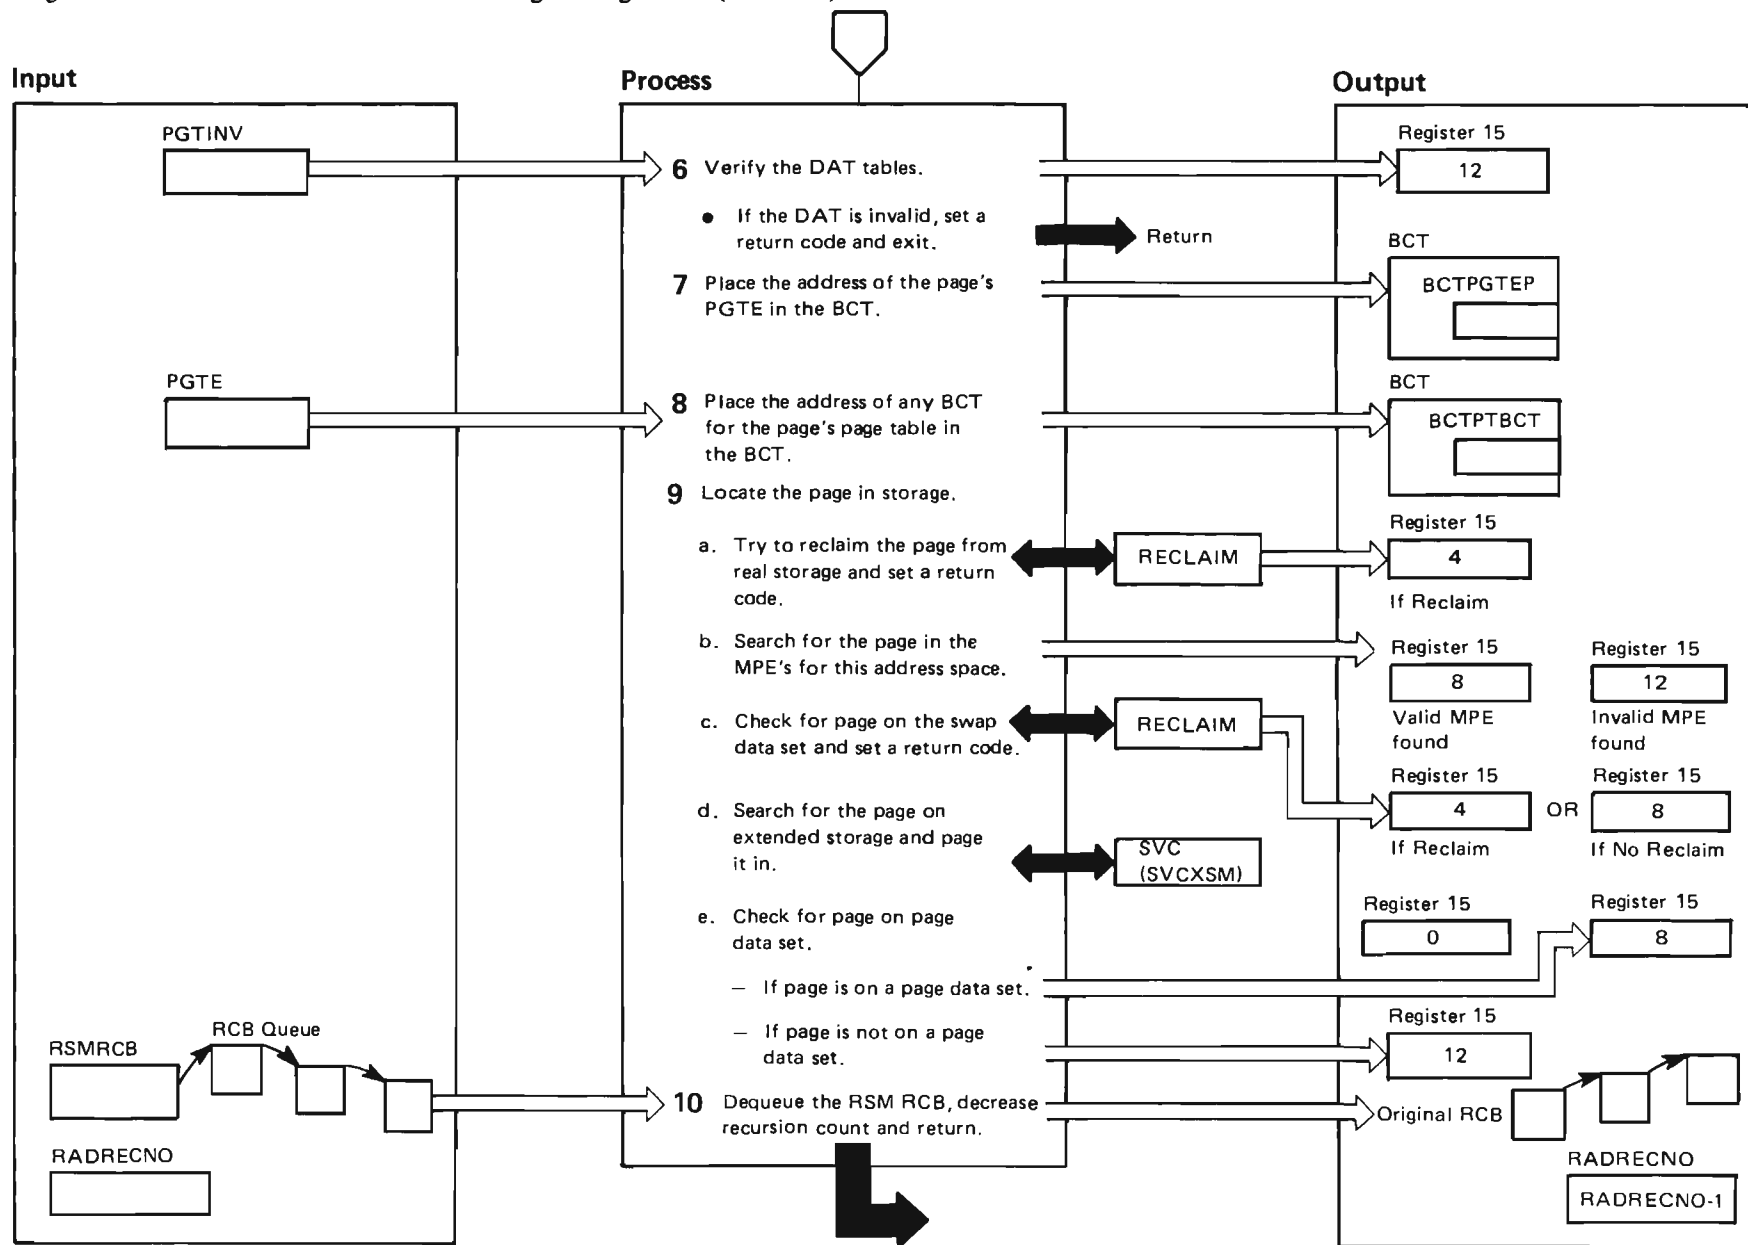 Input
Process
Output
PGTINV
6 Verify the DAT tables.
• If the DAT is invalid, set a
return code and exit.
Return
Register 15
12
7 Place the address of the page's
PGTE in the BCT.
BCT
BCTPGTEP
PGTE
8 Place the address of any BCT
for the page's page table in
the BCT.
BCT
BCTPTBCT
9 Locate the page in storage.
a. Try to reclaim the page from
real storage and set a return
code.
RECLAIM
Register 15
4
If Reclaim
b. Search for the page in the
MPE's for this address space.
Register 15
8
Valid MPE
found
Register 15
12
Invalid MPE
found
c. Check for page on the swap
data set and set a return code.
RECLAIM
Register 15
4
If Reclaim
OR
Register 15
8
If No Reclaim
d. Search for the page on
extended storage and page
it in.
SVC
(SVCXSM)
e. Check for page on page
data set.
Register 15
0
Register 15
8
— If page is on a page data set.
— If page is not on a page
data set.
Register 15
12
RSMRCB
RCB Queue
10 Dequeue the RSM RCB, decrease
recursion count and return.
Original RCB
RADRECNO
RADRECNO
RADRECNO-1